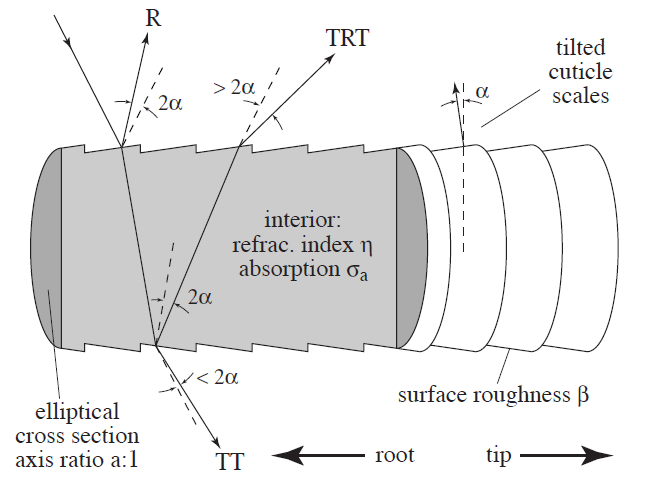 R
TRT
2α
> 2α
α
tilted
cuticle
scales
interior:
refrac. index η
absorption σa
2α
< 2α
elliptical
cross section
axis ratio a:1
surface roughness β
TT
root
tip